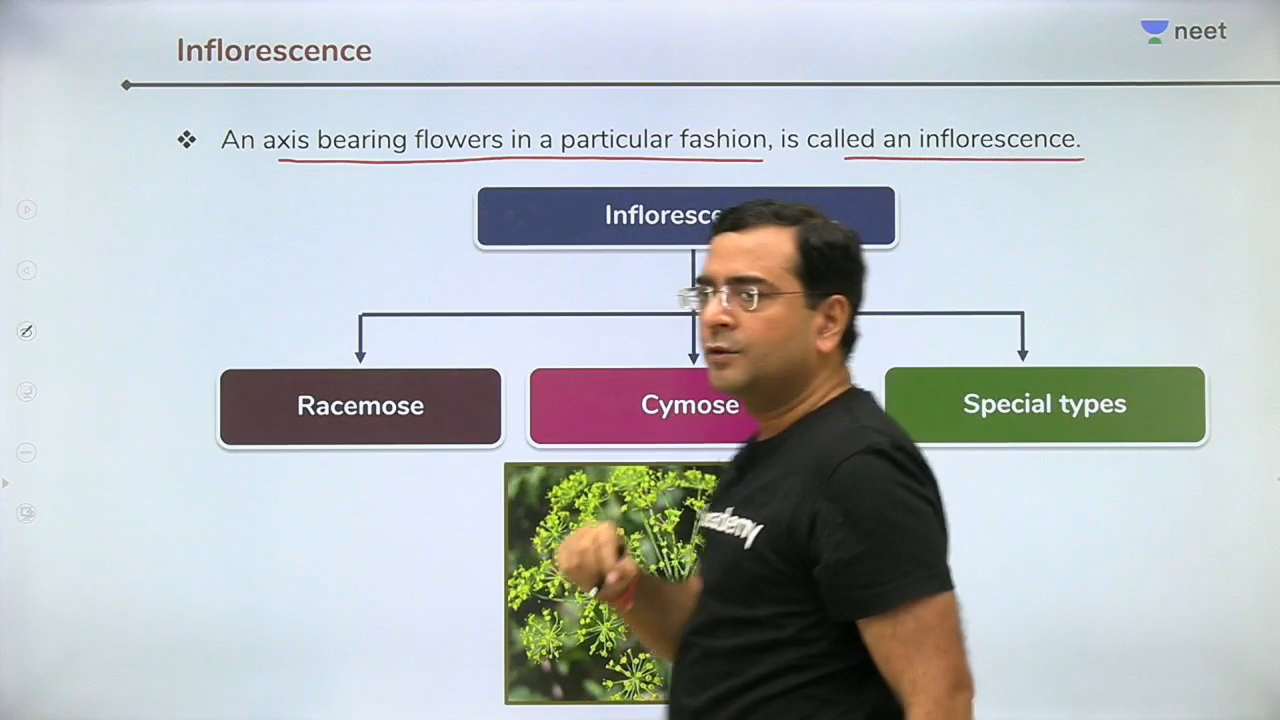 Inflorescence
neet
❖ An axis bearing flowers in a particular fashion, is called an inflorescence.
Racemose
Cymose
Special types